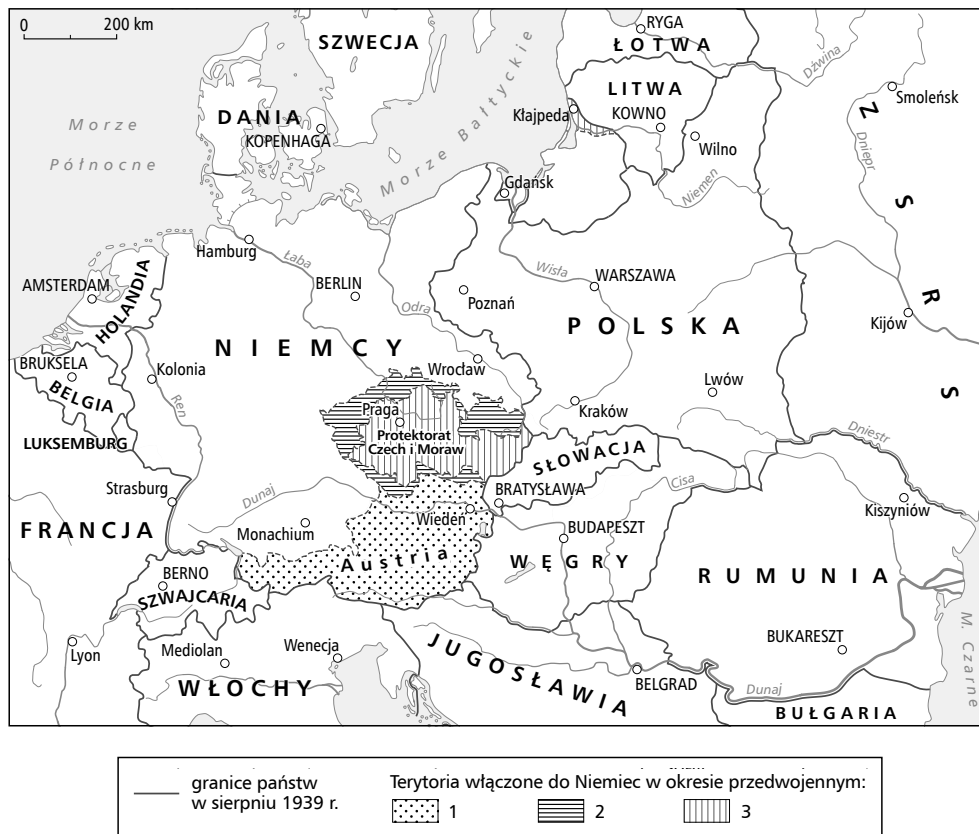 0 200 km
SZWECJA
RYGA
ŁOTWA
Dźwina
Smoleńsk
LITWA
Kłajpeda
KOWNO
Wilno
DANIA
KOPENHAGA
Morze
Północne
Morze Bałtyckie
Dniepr
ZSRS
Niemen
Gdańsk
Hamburg
Łaba
AMSTERDAM
HOLANDIA
BERLIN
Odra
Poznań
Wisła
WARSZAWA
POLSKA
Kijów
NIEMCY
BRUKSELA
BELGIA
Kolonia
Ren
Wrocław
Lwów
Kraków
Praga
Protektorat
Czech i Moraw
LUKSEMBURG
SŁOWACJA
Dniestr
Strasburg
Dunaj
BRATYSŁAWA
Cisa
FRANCJA
Monachium
Wiedeń
BUDAPESZT
Kiszyniów
Austria
WĘGRY
RUMUNIA
BERNO
SZWAJCARIA
Lyon
Mediolan
Wenecja
WŁOCHY
JUGOSŁAWIA
BELGRAD
BUKARESZT
Dunaj
M. Czarne
BUŁGARIA
granice państw
w sierpniu 1939 r.
Terytoria włączone do Niemiec w okresie przedwojennym:
1 2 3